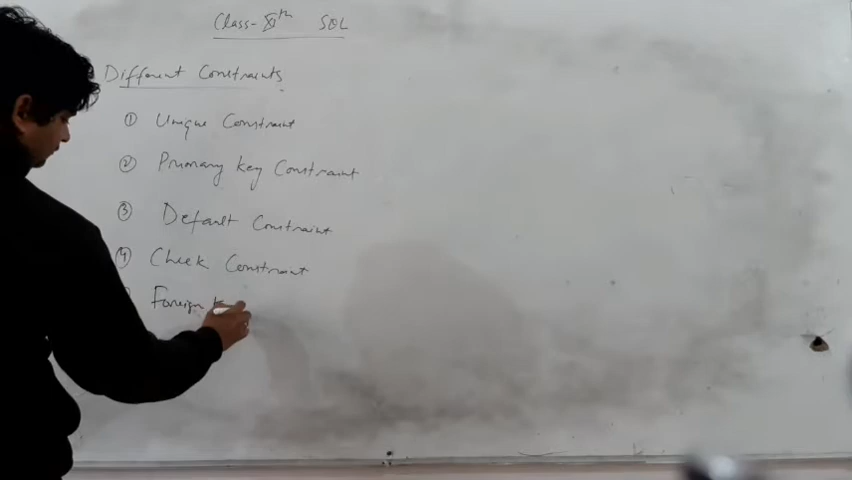 Class-XIth SQL
Different Constraints
① Unique Constraint
② Primary key Constraint
③ Default Constraint
④ Check Constraint
Foreign